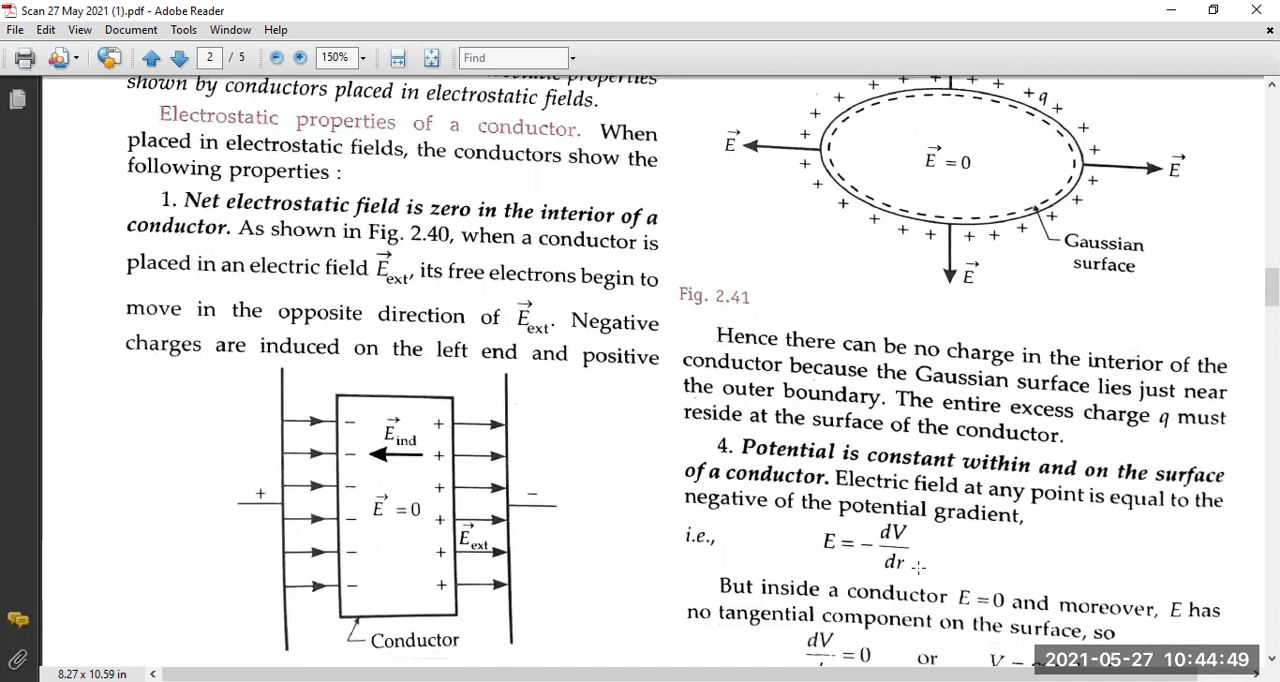 Scan 27 May 2021 (1).pdf - Adobe Reader
File Edit View Document Tools Window Help
2 / 5 150% Find
shown by conductors placed in electrostatic fields.
Electrostatic properties of a conductor. When
placed in electrostatic fields, the conductors show the
following properties :
1. Net electrostatic field is zero in the interior of a
conductor. As shown in Fig. 2.40, when a conductor is
placed in an electric field E⃗ext, its free electrons begin to
move in the opposite direction of E⃗ext. Negative
charges are induced on the left end and positive
+
−
E⃗ind
E⃗ = 0
E⃗ext
Conductor
q
E⃗
E⃗ = 0
E⃗
E⃗
Gaussian
surface
Fig. 2.41
Hence there can be no charge in the interior of the
conductor because the Gaussian surface lies just near
the outer boundary. The entire excess charge q must
reside at the surface of the conductor.
4. Potential is constant within and on the surface
of a conductor. Electric field at any point is equal to the
negative of the potential gradient,
i.e., E = − dV/dr
But inside a conductor E = 0 and moreover, E has
no tangential component on the surface, so
dV = 0 or V
2021-05-27 10:44:49
8.27 x 10.59 in